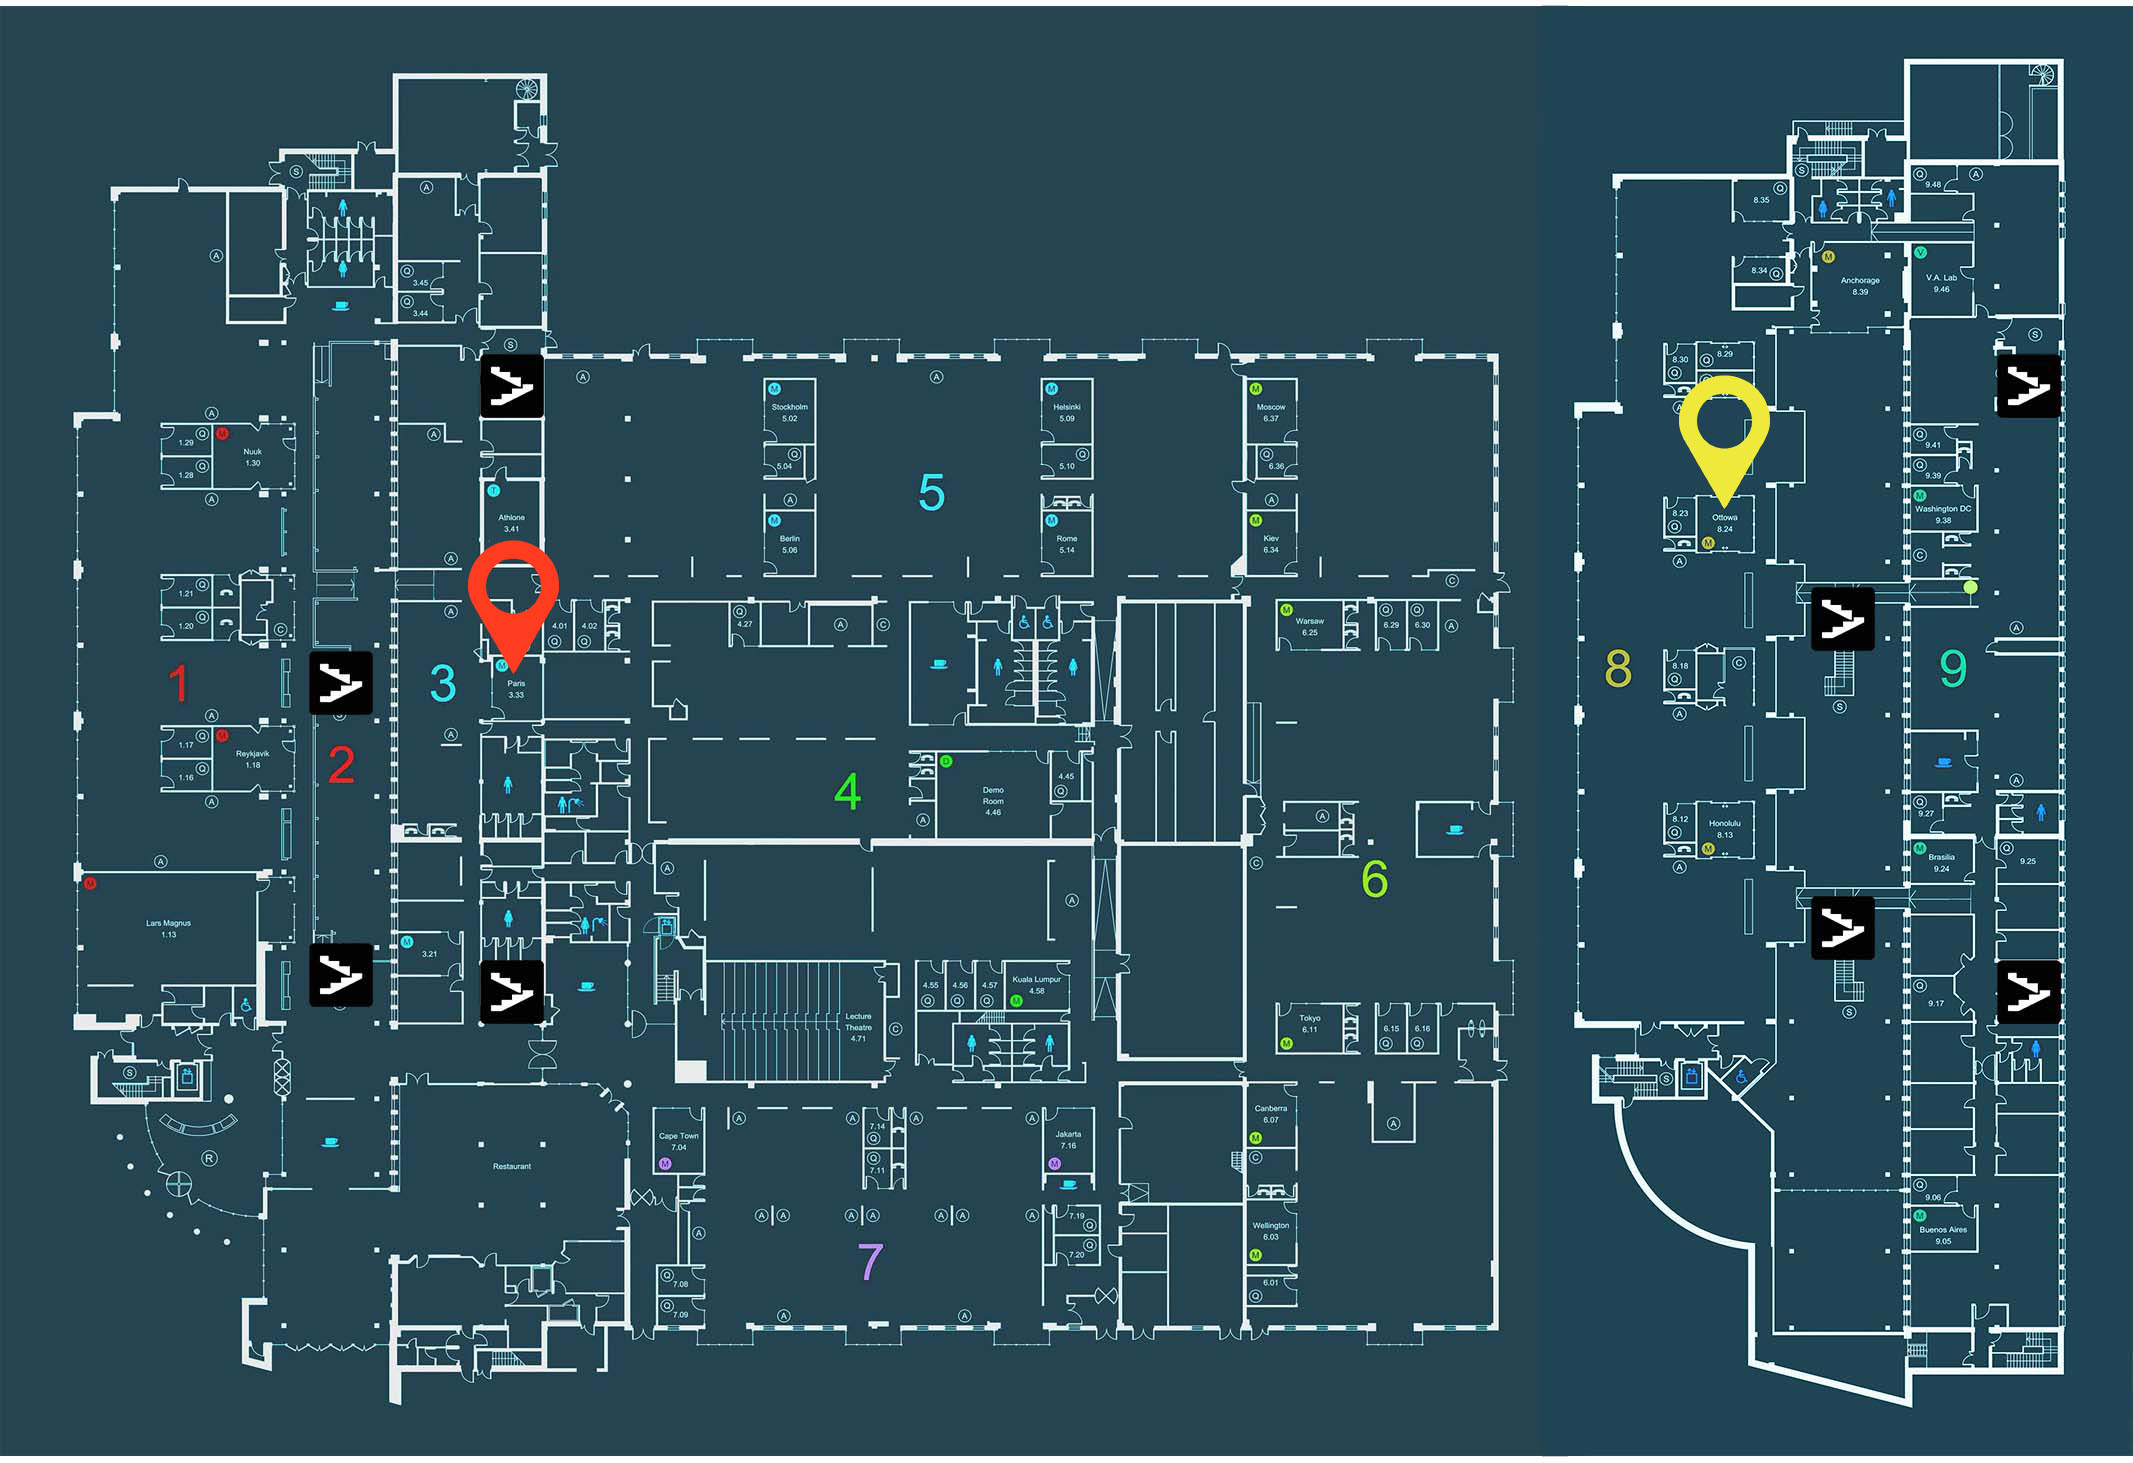 S
A
A
Q
3.45
Q
3.44
S
A
A
A
1.29
Q
M
Nuuk
1.30
1.28
Q
A
A
T
Athlone
3.41
A
1.21
Q
1.20
Q
C
A
4.01
Q
4.02
Q
M
Paris
3.33
1
2
3
A
1.17
Q
M
Reykjavik
1.18
1.16
Q
A
A
A
M
Lars Magnus
1.13
M
3.21
S
R
Restaurant
A
A
M
Stockholm
5.02
Q
5.04
A
M
Berlin
5.06
5
M
Helsinki
5.09
Q
5.10
M
Rome
5.14
M
Moscow
6.37
Q
6.36
A
M
Kiev
6.34
C
Q
4.27
A
C
M
Warsaw
6.25
Q
6.29
Q
6.30
A
4
D
Demo
Room
4.46
4.45
Q
A
A
6
C
A
A
4.55
Q
4.56
Q
4.57
Q
Kuala Lumpur
4.58
M
Lecture
Theatre
4.71
C
Tokyo
6.11
M
6.15
Q
6.16
Q
Cape Town
7.04
M
A
A
7.14
Q
Q
7.11
A
A
Jakarta
7.16
M
Canberra
6.07
M
C
A
A
A
A
A
A
A
A
A
7.19
Q
7.20
Q
Wellington
6.03
M
6.01
Q
7
Q
7.08
Q
7.09
A
A
S
Q
8.35
8.34
Q
M
Anchorage
8.39
Q
9.48
A
V
V.A. Lab
9.46
S
8.30
Q
8.29
Q
A
Q
9.41
Q
9.39
M
Washington DC
9.38
C
8.23
Q
Ottowa
8.24
M
A
A
8
9
8.18
Q
C
A
S
A
Q
9.27
8.12
Q
Honolulu
8.13
M
A
M
Brasilia
9.24
Q
9.25
Q
9.17
S
S
Q
9.06
M
Buenos Aires
9.05